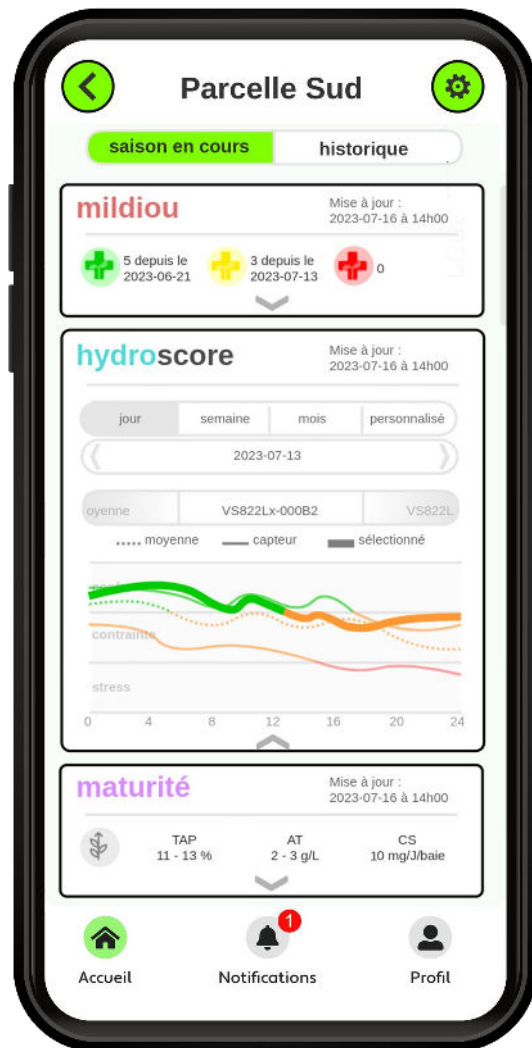 Parcelle Sud
saison en cours
historique
mildiou
Mise à jour :
2023-07-16 à 14h00
5 depuis le
2023-06-21
3 depuis le
2023-07-13
0
hydroscore
Mise à jour :
2023-07-16 à 14h00
jour
semaine
mois
personnalisé
2023-07-13
oyenne
VS822Lx-000B2
VS822L
moyenne
capteur
sélectionné
contrainte
stress
0 4 8 12 16 20 24
maturité
Mise à jour :
2023-07-16 à 14h00
TAP
11 - 13 %
AT
2 - 3 g/L
CS
10 mg/J/baie
1
Accueil
Notifications
Profil